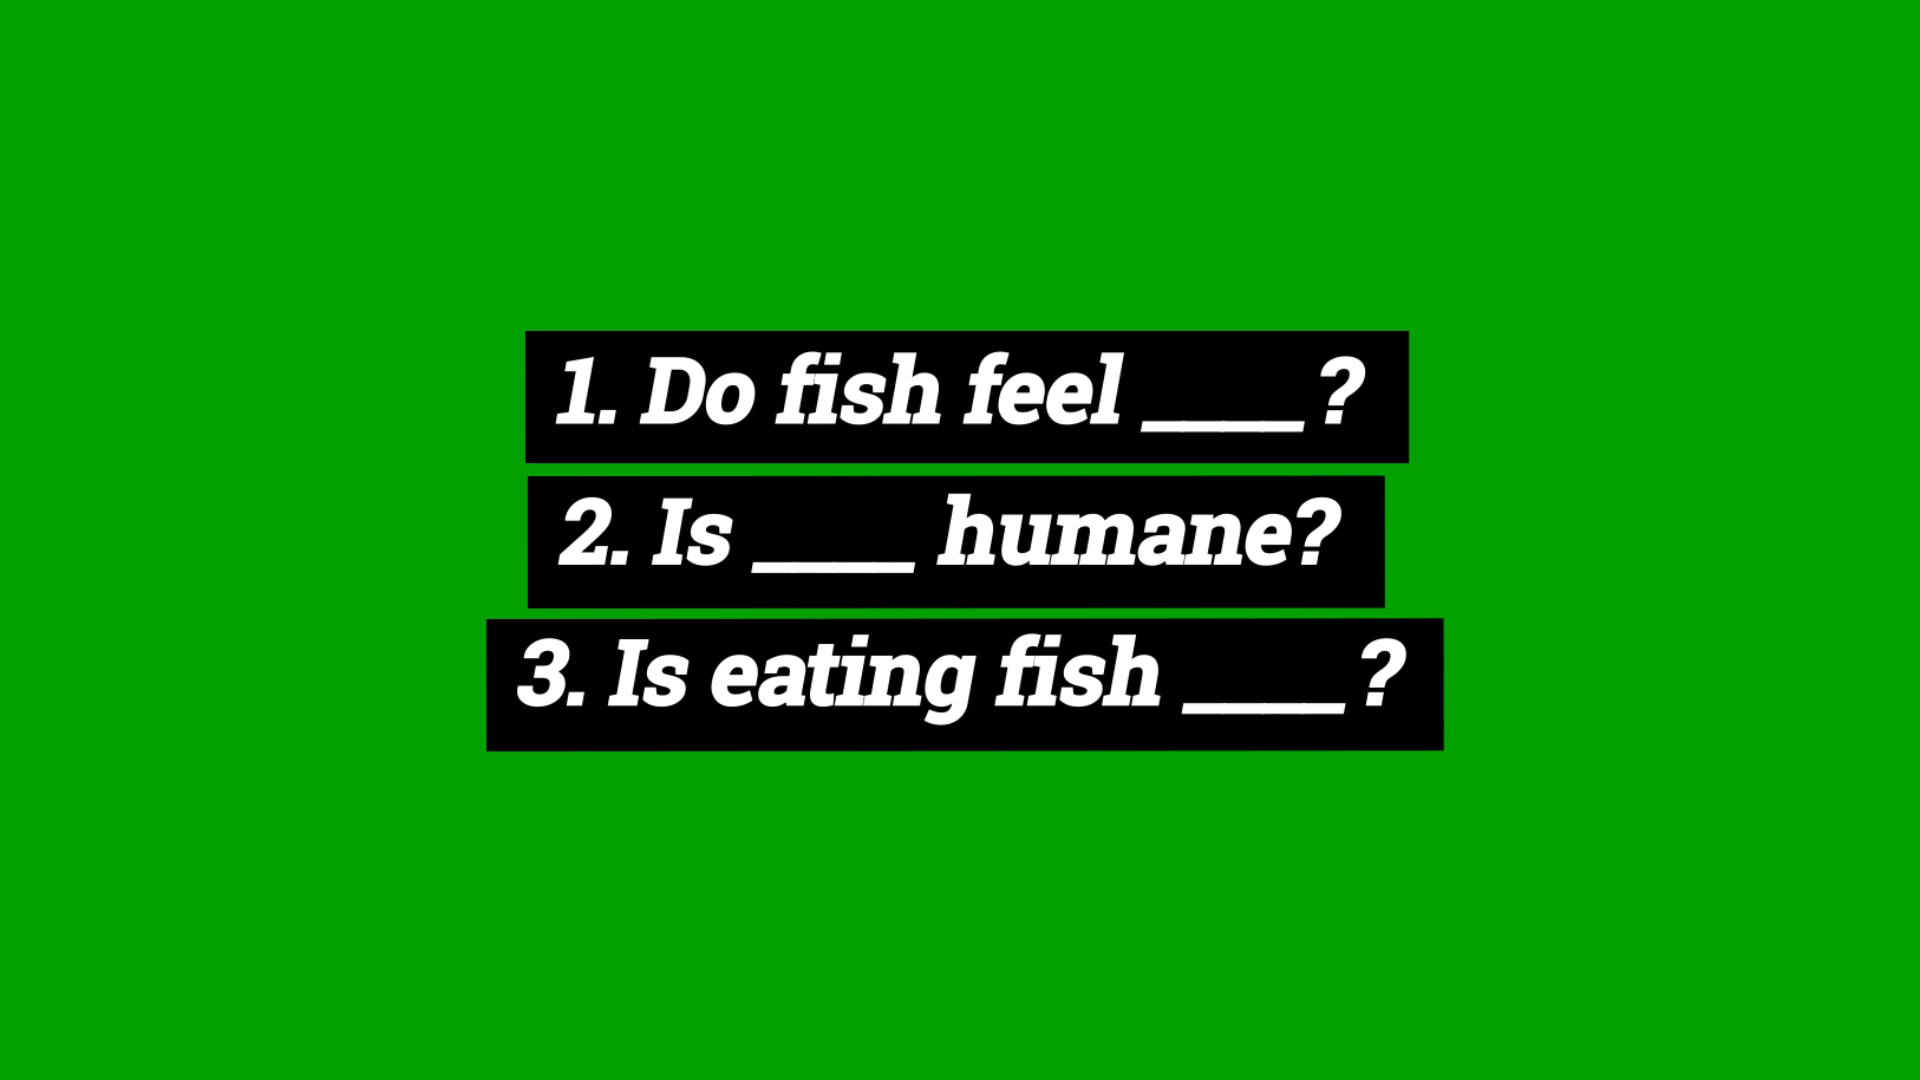 1. Do fish feel ____?
2. Is ____ humane?
3. Is eating fish ____?